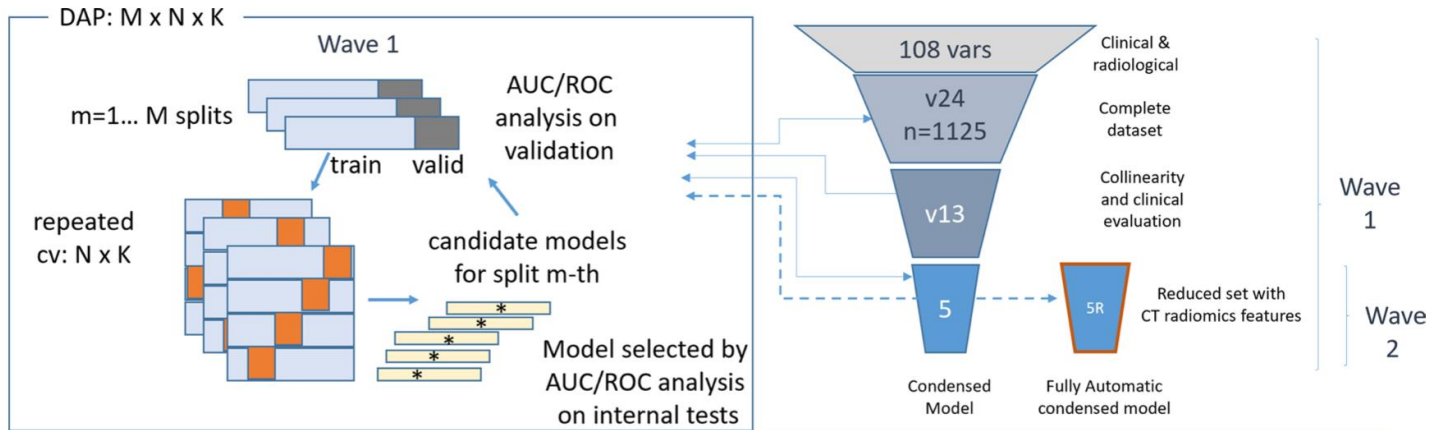 DAP: M x N x K
Wave 1
m=1... M splits
train
valid
AUC/ROC
analysis on
validation
repeated
cv: N x K
candidate models
for split m-th
*
*
*
*
*
Model selected by
AUC/ROC analysis
on internal tests
108 vars
Clinical &
radiological
v24
n=1125
Complete
dataset
v13
Collinearity
and clinical
evaluation
5
5R
Reduced set with
CT radiomics features
Condensed
Model
Fully Automatic
condensed model
Wave
1
Wave
2